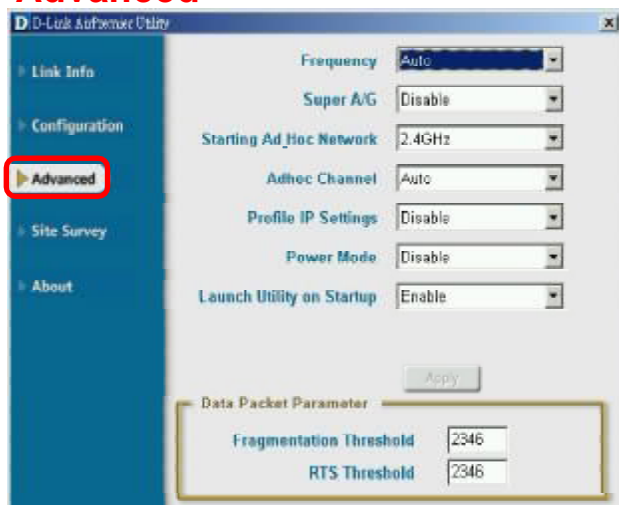 Advanced
D D-Link AirPremier Utility
Link Info
Configuration
Advanced
Site Survey
About
Frequency Auto
Super A/G Disable
Starting Ad_Hoc Network 2.4GHz
Adhoc Channel Auto
Profile IP Settings Disable
Power Mode Disable
Launch Utility on Startup Enable
Apply
Data Packet Parameter
Fragmentation Threshold 2346
RTS Threshold 2346